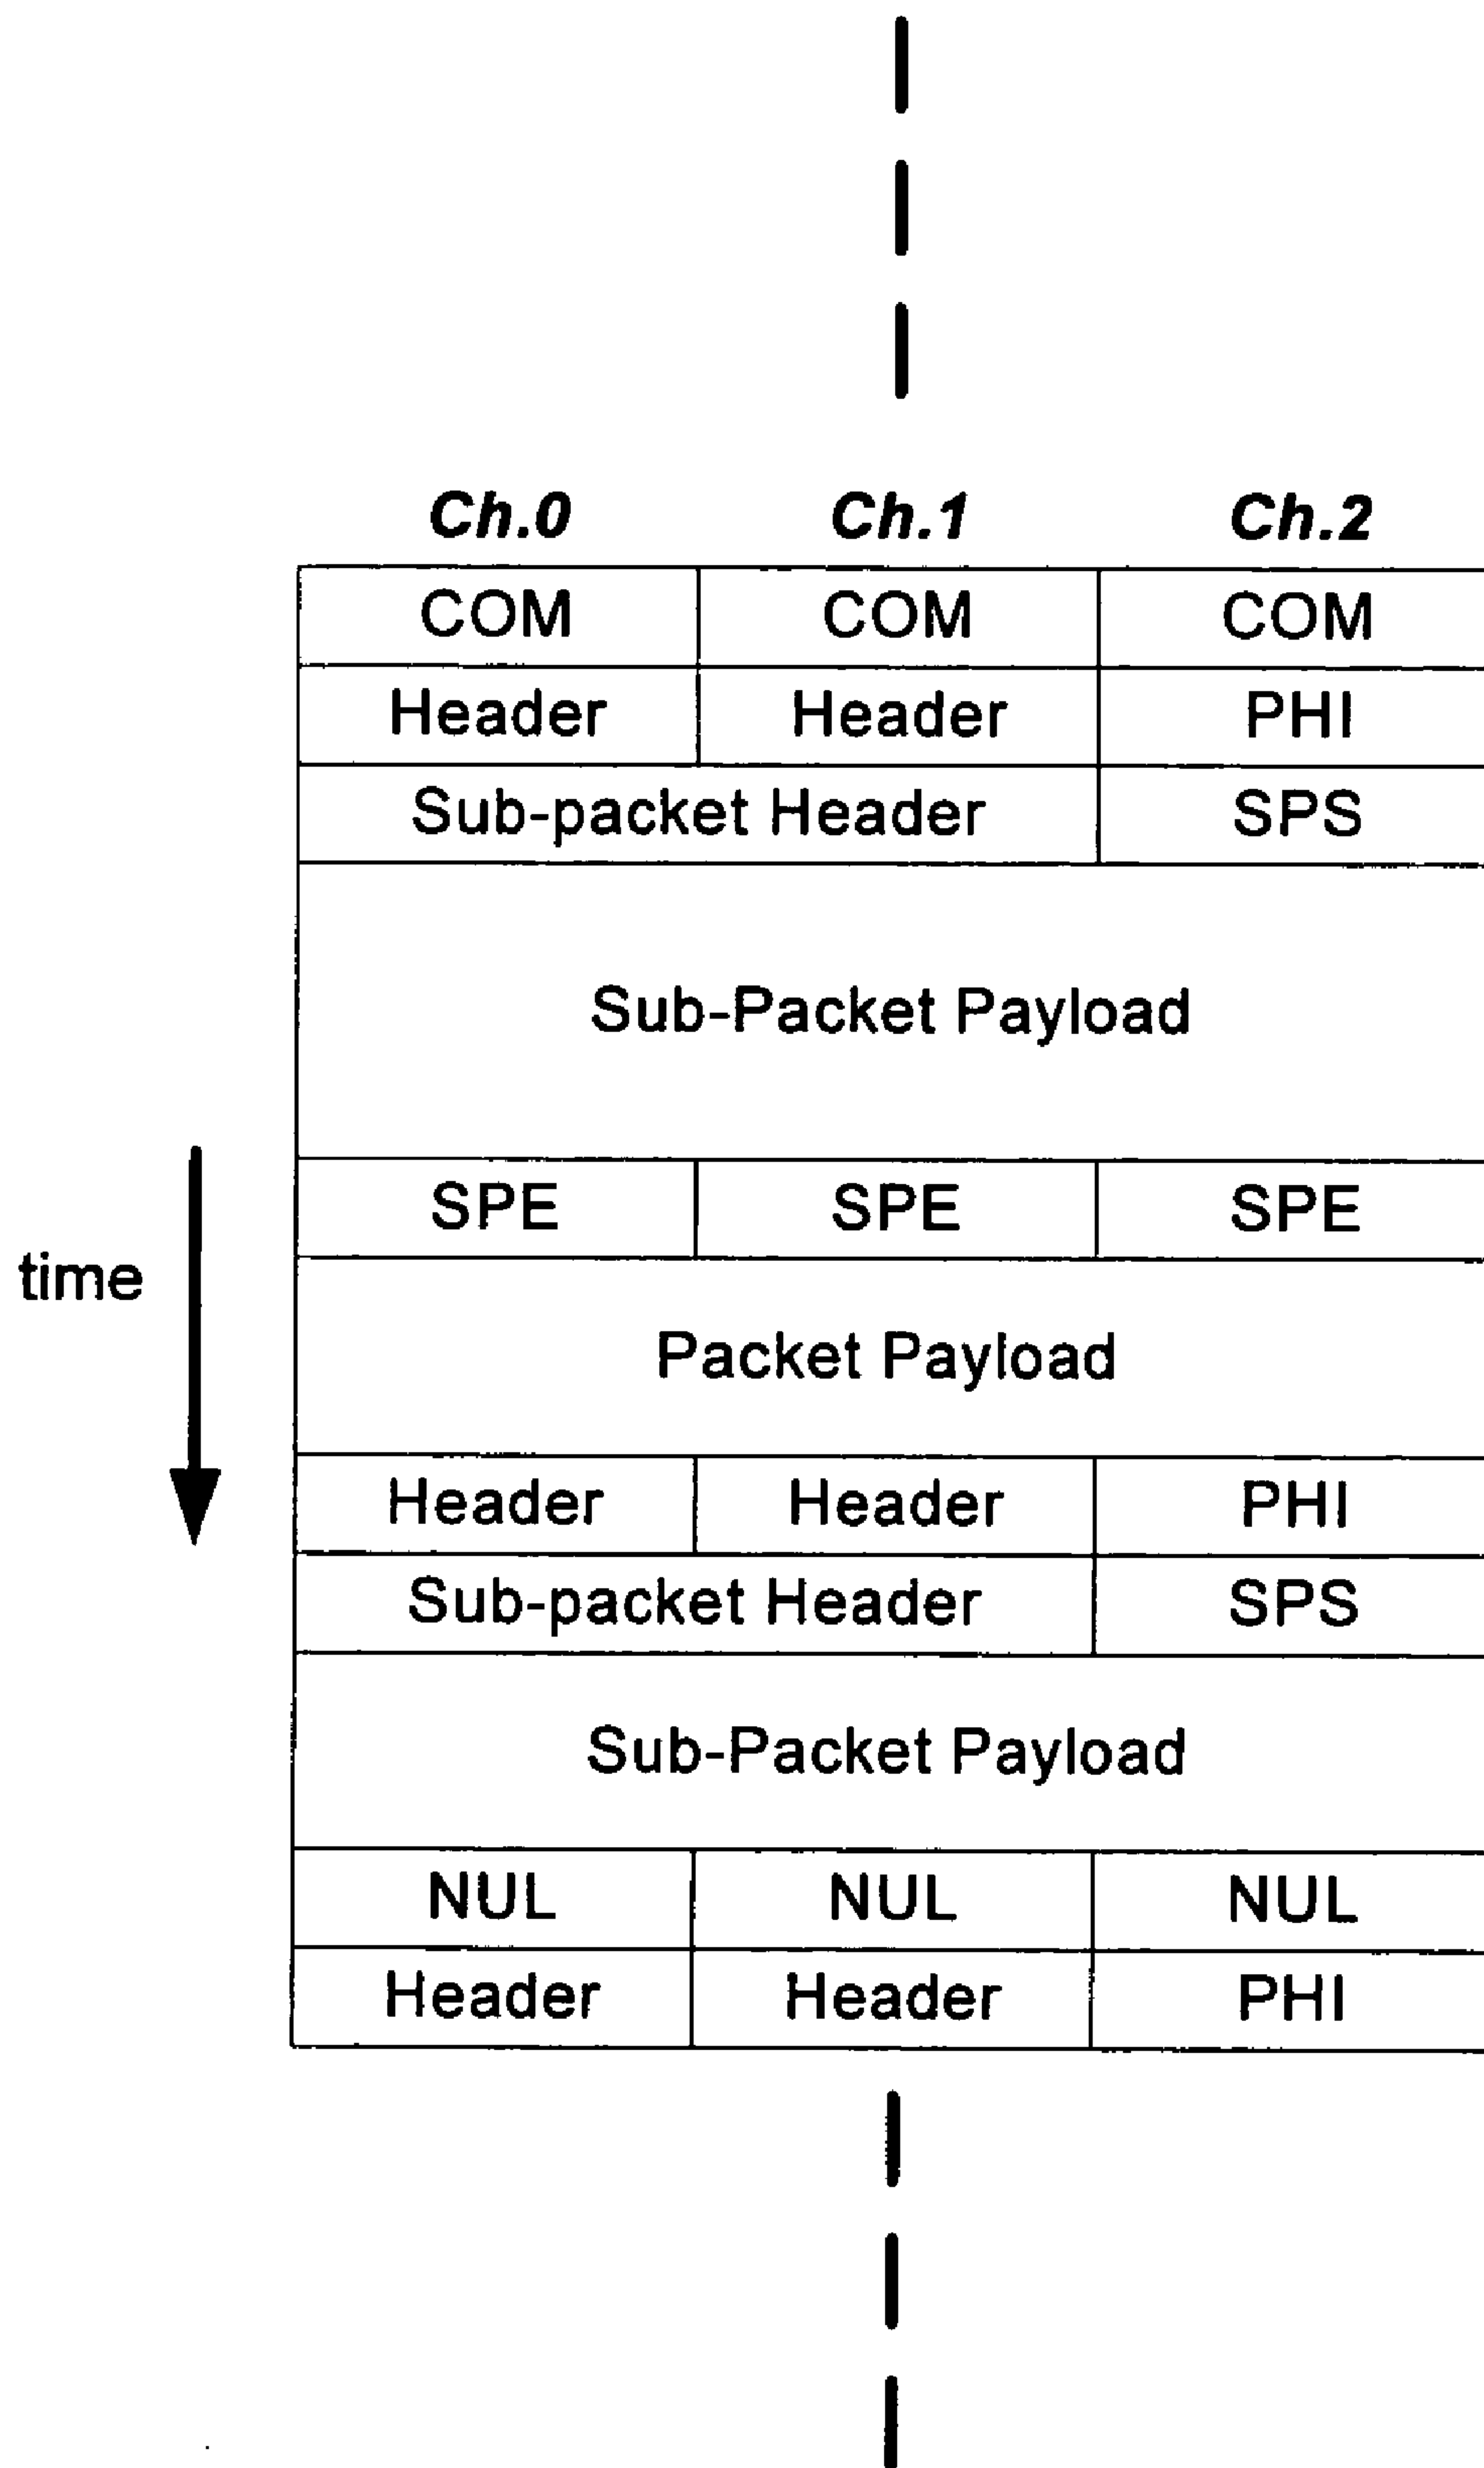 Ch.0 Ch.1 Ch.2
COM COM COM
Header Header PHI
Sub-packet Header SPS
Sub-Packet Payload
SPE SPE SPE
time
Packet Payload
Header Header PHI
Sub-packet Header SPS
Sub-Packet Payload
NUL NUL NUL
Header Header PHI